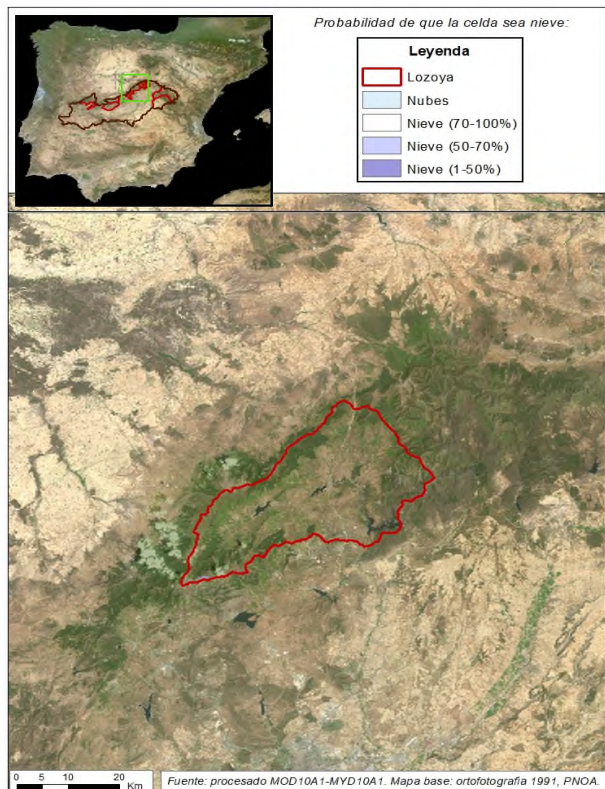 Probabilidad de que la celda sea nieve:
Leyenda
Lozoya
Nubes
Nieve (70-100%)
Nieve (50-70%)
Nieve (1-50%)
0 5 10 20
Km
Fuente: procesado MOD10A1-MYD10A1. Mapa base: ortofotografía 1991, PNOA.